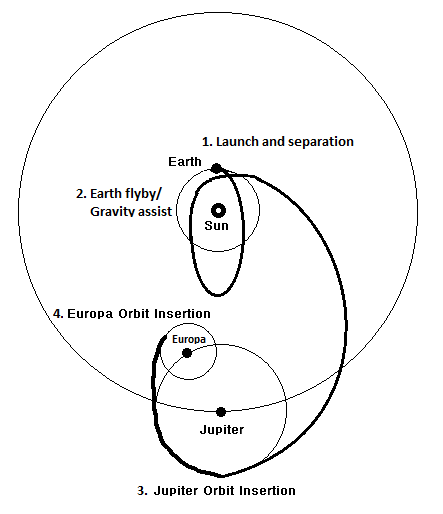 1. Launch and separation
Earth
2. Earth flyby/
Gravity assist
Sun
4. Europa Orbit Insertion
Europa
Jupiter
3. Jupiter Orbit Insertion